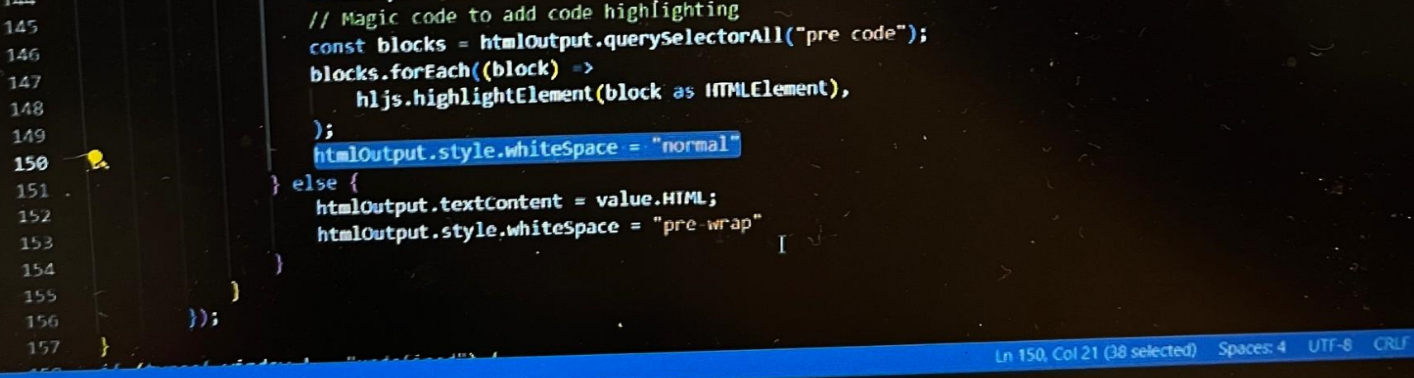 145 // Magic code to add code highlighting
146 const blocks = htmlOutput.querySelectorAll("pre code");
147 blocks.forEach((block) =>
148 hljs.highlightElement(block as HTMLElement),
149 );
150 htmlOutput.style.whiteSpace = "normal"
151 } else {
152 htmlOutput.textContent = value.HTML;
153 htmlOutput.style.whiteSpace = "pre-wrap"
154 }
155 }
156 });
157 }
Ln 150, Col 21 (38 selected) Spaces: 4 UTF-8 CRLF